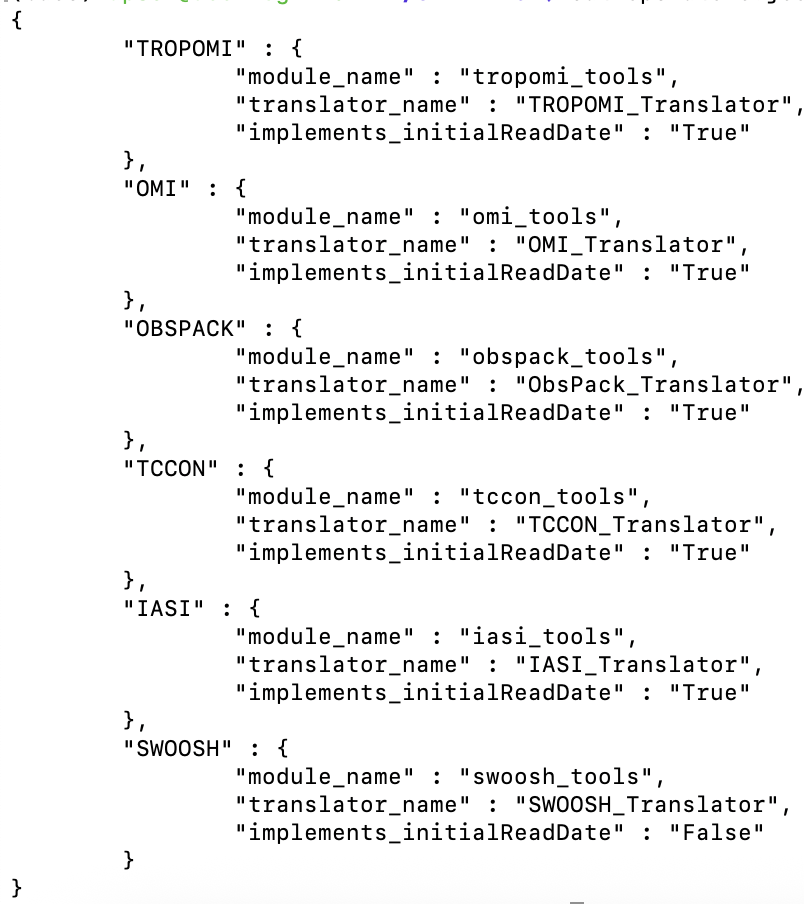 {
	"TROPOMI" : {
		"module_name" : "tropomi_tools",
		"translator_name" : "TROPOMI_Translator",
		"implements_initialReadDate" : "True"
	},
	"OMI" : {
		"module_name" : "omi_tools",
		"translator_name" : "OMI_Translator",
		"implements_initialReadDate" : "True"
	},
	"OBSPACK" : {
		"module_name" : "obspack_tools",
		"translator_name" : "ObsPack_Translator",
		"implements_initialReadDate" : "True"
	},
	"TCCON" : {
		"module_name" : "tccon_tools",
		"translator_name" : "TCCON_Translator",
		"implements_initialReadDate" : "True"
	},
	"IASI" : {
		"module_name" : "iasi_tools",
		"translator_name" : "IASI_Translator",
		"implements_initialReadDate" : "True"
	},
	"SWOOSH" : {
		"module_name" : "swoosh_tools",
		"translator_name" : "SWOOSH_Translator",
		"implements_initialReadDate" : "False"
	}
}